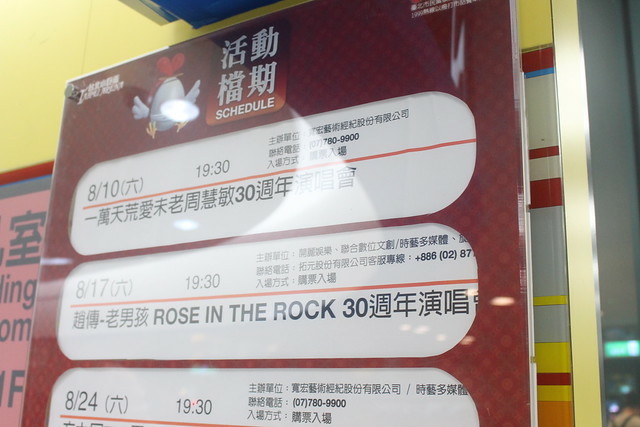 活動
檔期
SCHEDULE
主辦單位：寬宏藝術經紀股份有限公司
8/10(六) 19:30 聯絡電話：(07)780-9900
入場方式：購票入場
一萬天荒愛未老周慧敏30週年演唱會
主辦單位：開麗娛樂、聯合數位文創/時藝多媒體、
8/17(六) 19:30 聯絡電話：拓元股份有限公司客服專線：+886 (02) 87
入場方式：購票入場
趙傳-老男孩 ROSE IN THE ROCK 30週年演唱
主辦單位：寬宏藝術經紀股份有限公司 / 時藝多媒體
8/24 (六) 19:30 聯絡電話：(07)780-9900
入場方式：購票入場
室
ling
om
1F